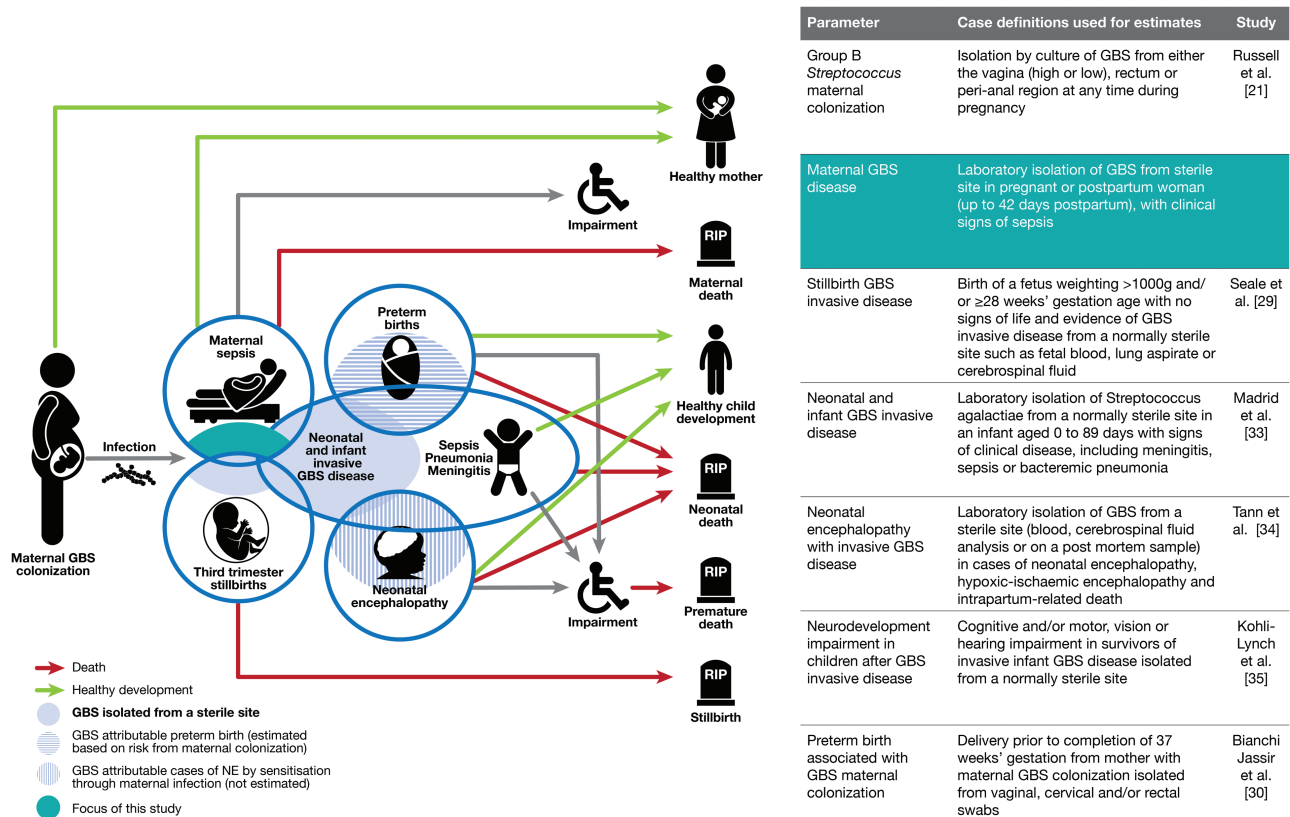 Healthy mother
Impairment
RIP
Maternal
death
Preterm
births
Maternal
sepsis
Healthy child
development
Neonatal
and infant
invasive
GBS disease
Sepsis
Pneumonia
Meningitis
Infection
RIP
Neonatal
death
Maternal GBS
colonization
Third trimester
stillbirths
Neonatal
encephalopathy
Impairment
RIP
Premature
death
RIP
Stillbirth
Death
Healthy development
GBS isolated from a sterile site
GBS attributable preterm birth (estimated
based on risk from maternal colonization)
GBS attributable cases of NE by sensitisation
through maternal infection (not estimated)
Focus of this study
Parameter Case definitions used for estimates Study
Group B Isolation by culture of GBS from either Russell
Streptococcus the vagina (high or low), rectum or et al.
maternal peri-anal region at any time during [21]
colonization pregnancy
Maternal GBS Laboratory isolation of GBS from sterile
disease site in pregnant or postpartum woman
(up to 42 days postpartum), with clinical
signs of sepsis
Stillbirth GBS Birth of a fetus weighting >1000g and/ Seale et
invasive disease or ≥28 weeks' gestation age with no al. [29]
signs of life and evidence of GBS
invasive disease from a normally sterile
site such as fetal blood, lung aspirate or
cerebrospinal fluid
Neonatal and Laboratory isolation of Streptococcus Madrid
infant GBS invasive agalactiae from a normally sterile site in et al.
disease an infant aged 0 to 89 days with signs [33]
of clinical disease, including meningitis,
sepsis or bacteremic pneumonia
Neonatal Laboratory isolation of GBS from a Tann et
encephalopathy sterile site (blood, cerebrospinal fluid al. [34]
with invasive GBS analysis or on a post mortem sample)
disease in cases of neonatal encephalopathy,
hypoxic-ischaemic encephalopathy and
intrapartum-related death
Neurodevelopment Cognitive and/or motor, vision or Kohli-
impairment in hearing impairment in survivors of Lynch
children after GBS invasive infant GBS disease isolated et al.
invasive disease from a normally sterile site [35]
Preterm birth Delivery prior to completion of 37 Bianchi
associated with weeks' gestation from mother with Jassir
GBS maternal maternal GBS colonization isolated et al.
colonization from vaginal, cervical and/or rectal [30]
swabs